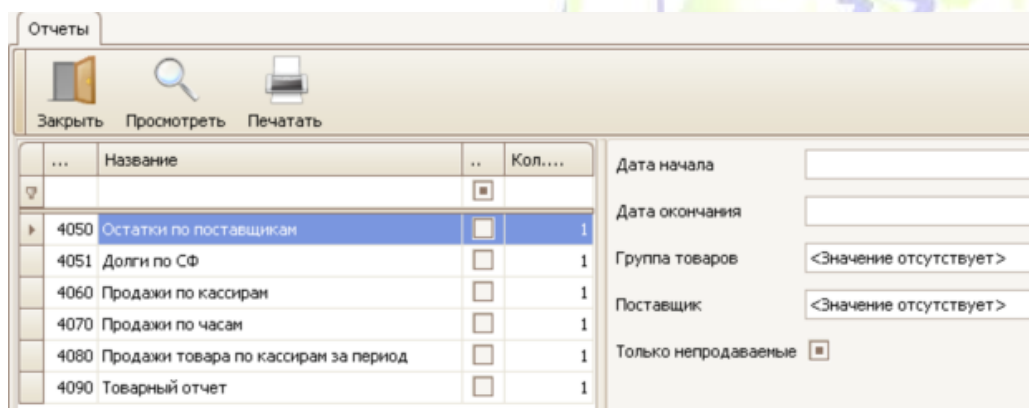 Отчеты
Закрыть Просмотреть Печатать
... Название .. Кол....
4050 Остатки по поставщикам 1
4051 Долги по СФ 1
4060 Продажи по кассирам 1
4070 Продажи по часам 1
4080 Продажи товара по кассирам за период 1
4090 Товарный отчет 1
Дата начала
Дата окончания
Группа товаров <Значение отсутствует>
Поставщик <Значение отсутствует>
Только непродаваемые